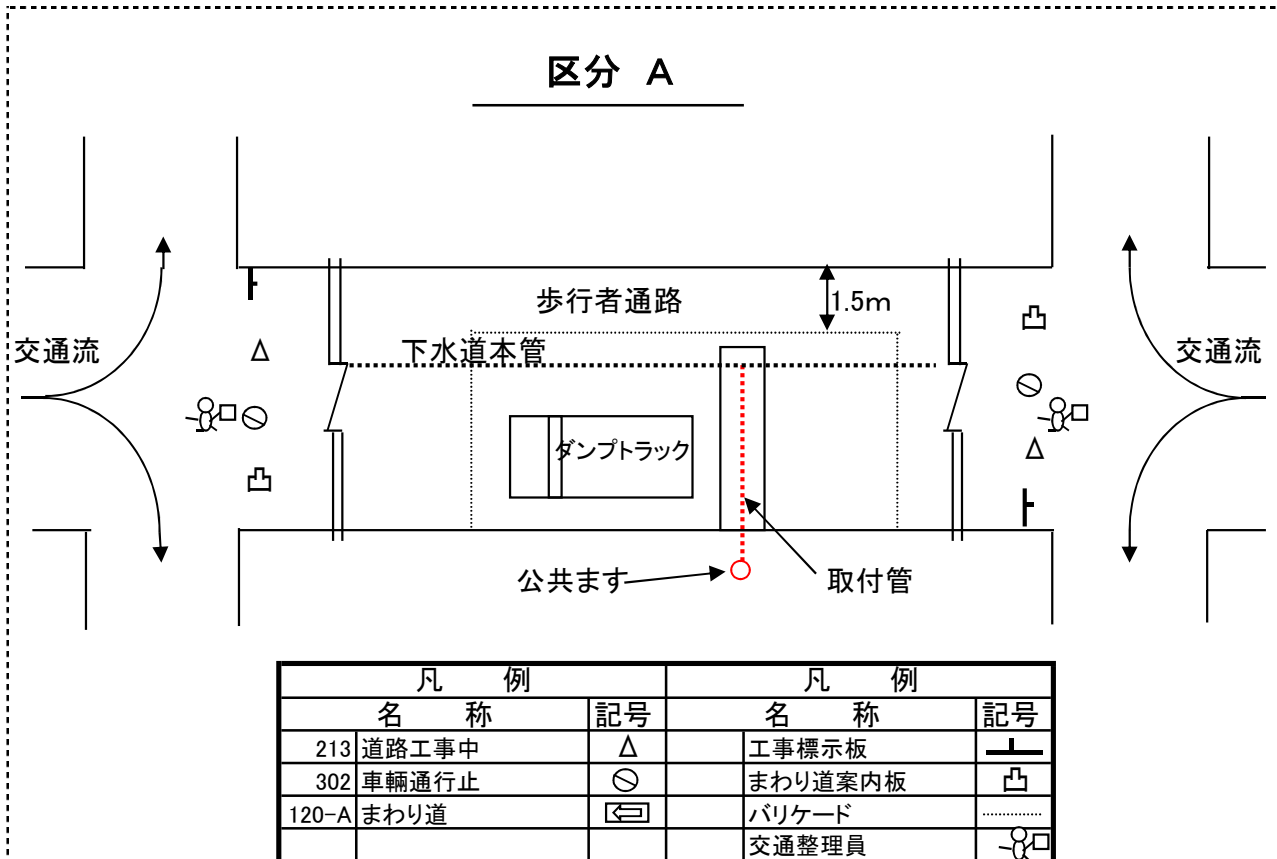 区分 A
歩行者通路
1.5m
交通流
下水道本管
交通流
ダンプトラック
公共ます
取付管
凡 例 凡 例
名 称 記号 名 称 記号
213 道路工事中 工事標示板
302 車輛通行止 まわり道案内板
120-A まわり道 バリケード
交通整理員